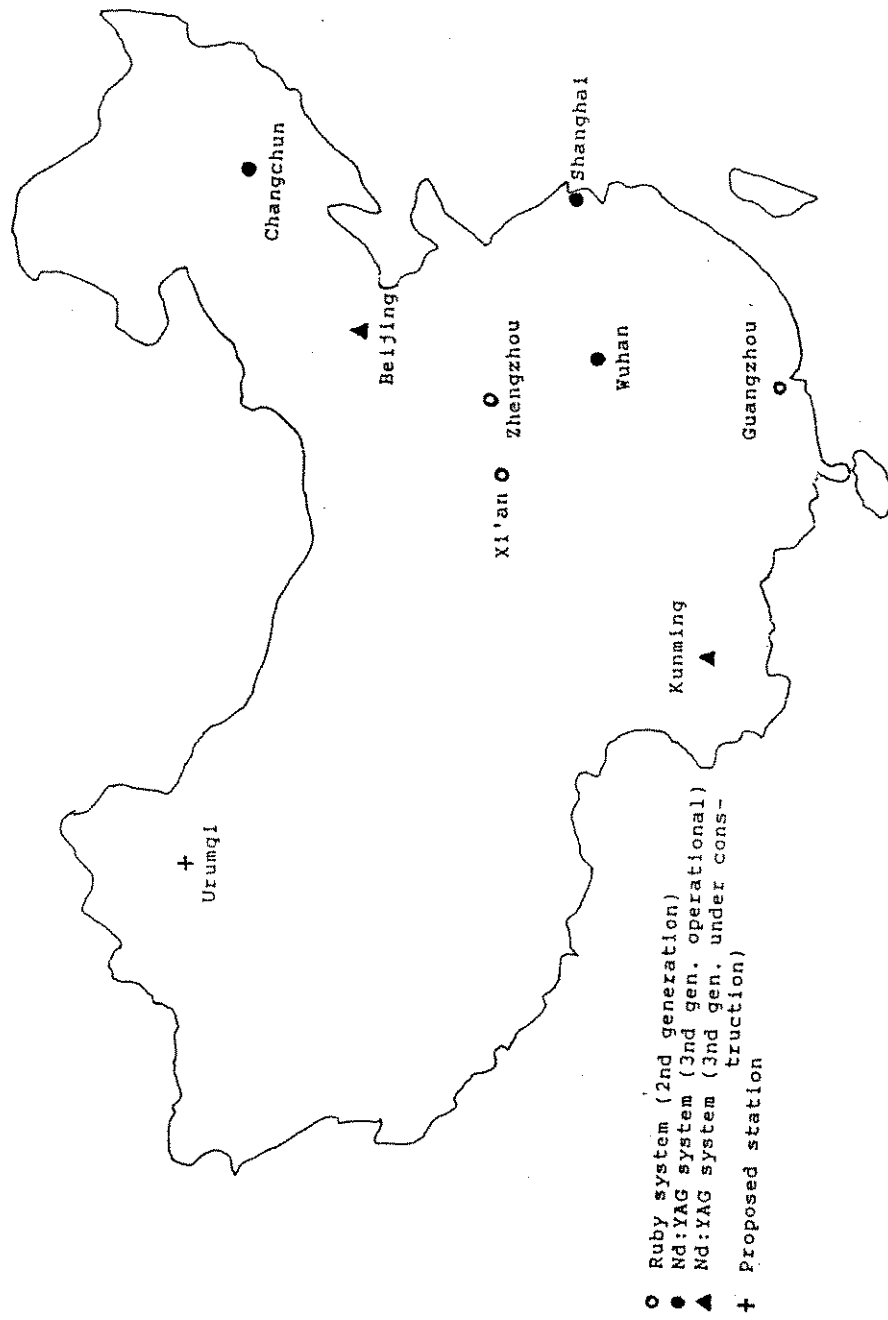 Changchun
Urumqi
Beijing
Shanghai
Xi'an
Zhengzhou
Wuhan
Kunming
Guangzhou
o Ruby system (2nd generation)
● Nd:YAG system (3nd gen. operational)
▲ Nd:YAG system (3nd gen. under cons-
truction)
+ Proposed station